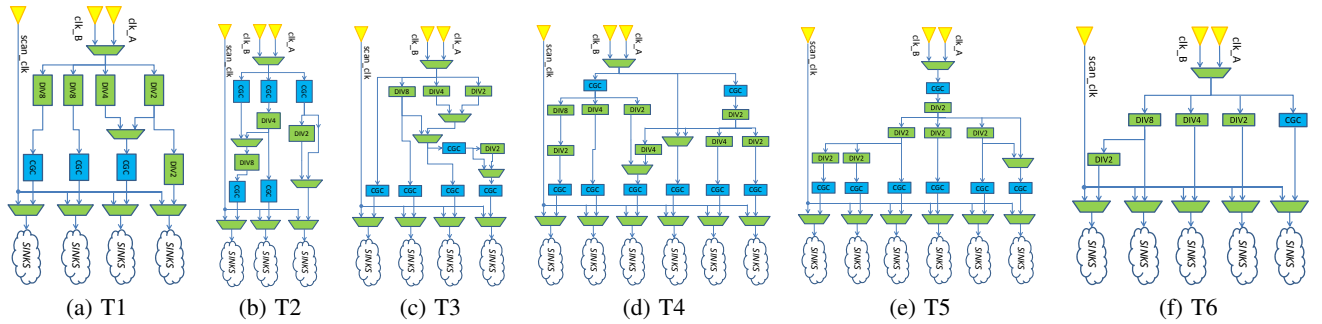 scan_clk
clk_B clk_A
DIV8 DIV8 DIV4 DIV2
CGC CGC CGC DIV2
SINKS SINKS SINKS SINKS
(a) T1
scan_clk
clk_B clk_A
CGC CGC CGC
DIV4
DIV2
DIV8
CGC CGC
SINKS SINKS SINKS
(b) T2
scan_clk
clk_B clk_A
DIV8 DIV4 DIV2
CGC DIV2
CGC CGC CGC CGC
SINKS SINKS SINKS SINKS
(c) T3
scan_clk
clk_B clk_A
CGC CGC
DIV8 DIV4 DIV2 DIV2
DIV2 DIV4 DIV4 DIV2
CGC CGC CGC CGC CGC CGC
SINKS SINKS SINKS SINKS SINKS SINKS
(d) T4
scan_clk
clk_B clk_A
CGC
DIV2
DIV2 DIV2 DIV2
DIV2 DIV2
CGC CGC CGC CGC CGC CGC
SINKS SINKS SINKS SINKS SINKS SINKS
(e) T5
scan_clk
clk_B clk_A
DIV8 DIV4 DIV2 CGC
DIV2
SINKS SINKS SINKS SINKS SINKS
(f) T6